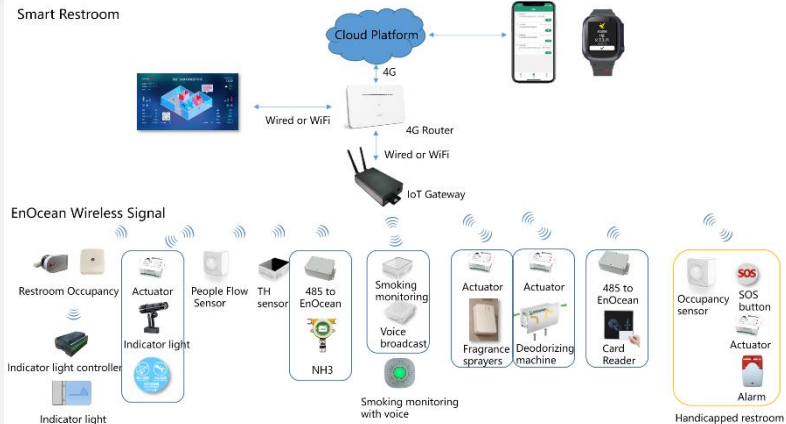 Smart Restroom
Cloud Platform
4G
Wired or WiFi
4G Router
Wired or WiFi
IoT Gateway
EnOcean Wireless Signal
Restroom Occupancy
Actuator
People Flow
Sensor
TH
sensor
485 to
EnOcean
Smoking
monitoring
Actuator
Actuator
485 to
EnOcean
Occupancy
sensor
SOS
SOS
button
Indicator light
Voice
broadcast
Actuator
Indicator light controller
NH3
Fragrance
sprayers
Deodorizing
machine
Card
Reader
Alarm
Smoking monitoring
with voice
Indicator light
Handicapped restroom